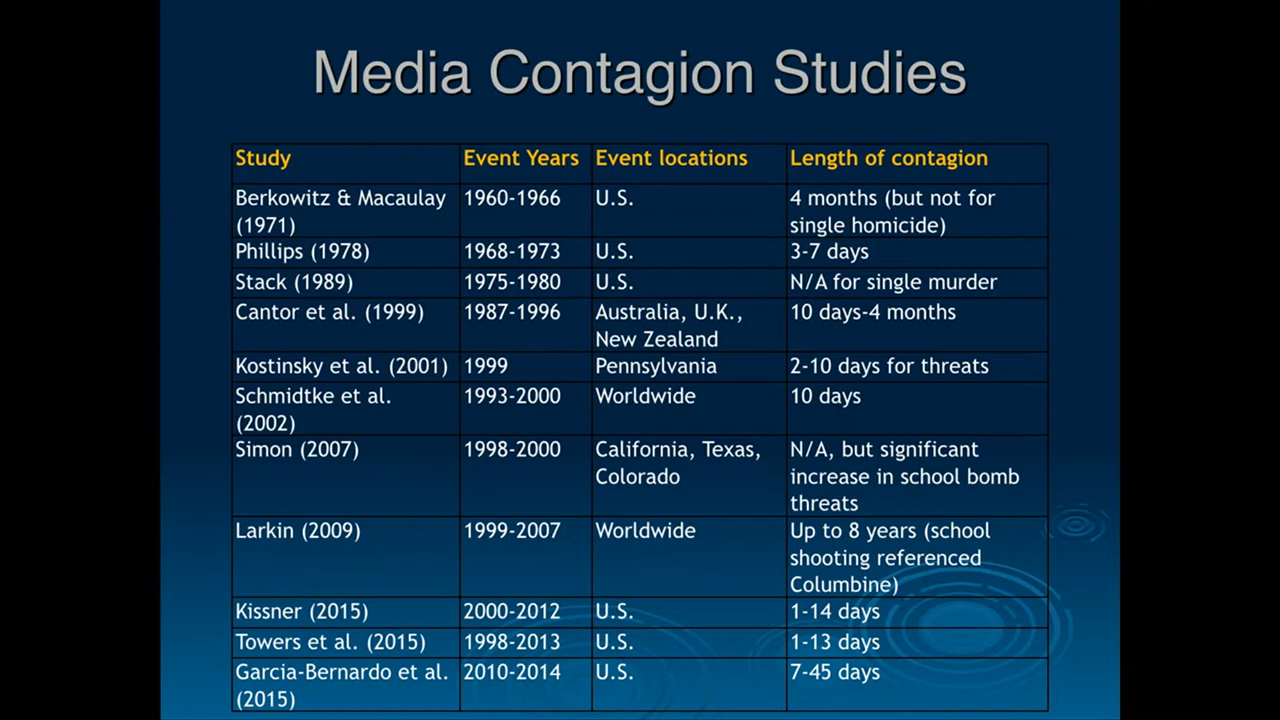 Media Contagion Studies
Study Event Years Event locations Length of contagion
Berkowitz & Macaulay 1960-1966 U.S. 4 months (but not for
(1971) single homicide)
Phillips (1978) 1968-1973 U.S. 3-7 days
Stack (1989) 1975-1980 U.S. N/A for single murder
Cantor et al. (1999) 1987-1996 Australia, U.K., 10 days-4 months
New Zealand
Kostinsky et al. (2001) 1999 Pennsylvania 2-10 days for threats
Schmidtke et al. 1993-2000 Worldwide 10 days
(2002)
Simon (2007) 1998-2000 California, Texas, N/A, but significant
Colorado increase in school bomb
threats
Larkin (2009) 1999-2007 Worldwide Up to 8 years (school
shooting referenced
Columbine)
Kissner (2015) 2000-2012 U.S. 1-14 days
Towers et al. (2015) 1998-2013 U.S. 1-13 days
Garcia-Bernardo et al. 2010-2014 U.S. 7-45 days
(2015)